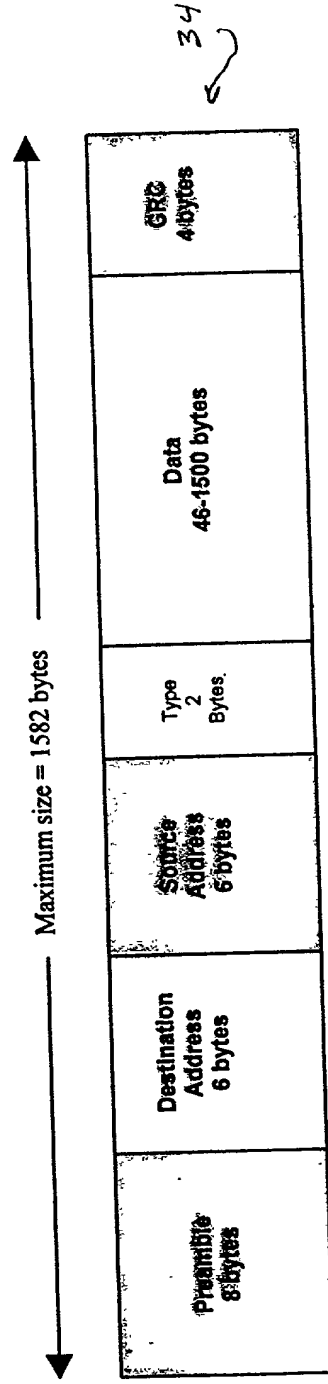 Maximum size = 1582 bytes
Preamble
8 bytes
Destination
Address
6 bytes
Source
Address
6 bytes
Type
2
Bytes.
Data
46-1500 bytes
CRC
4 bytes
34